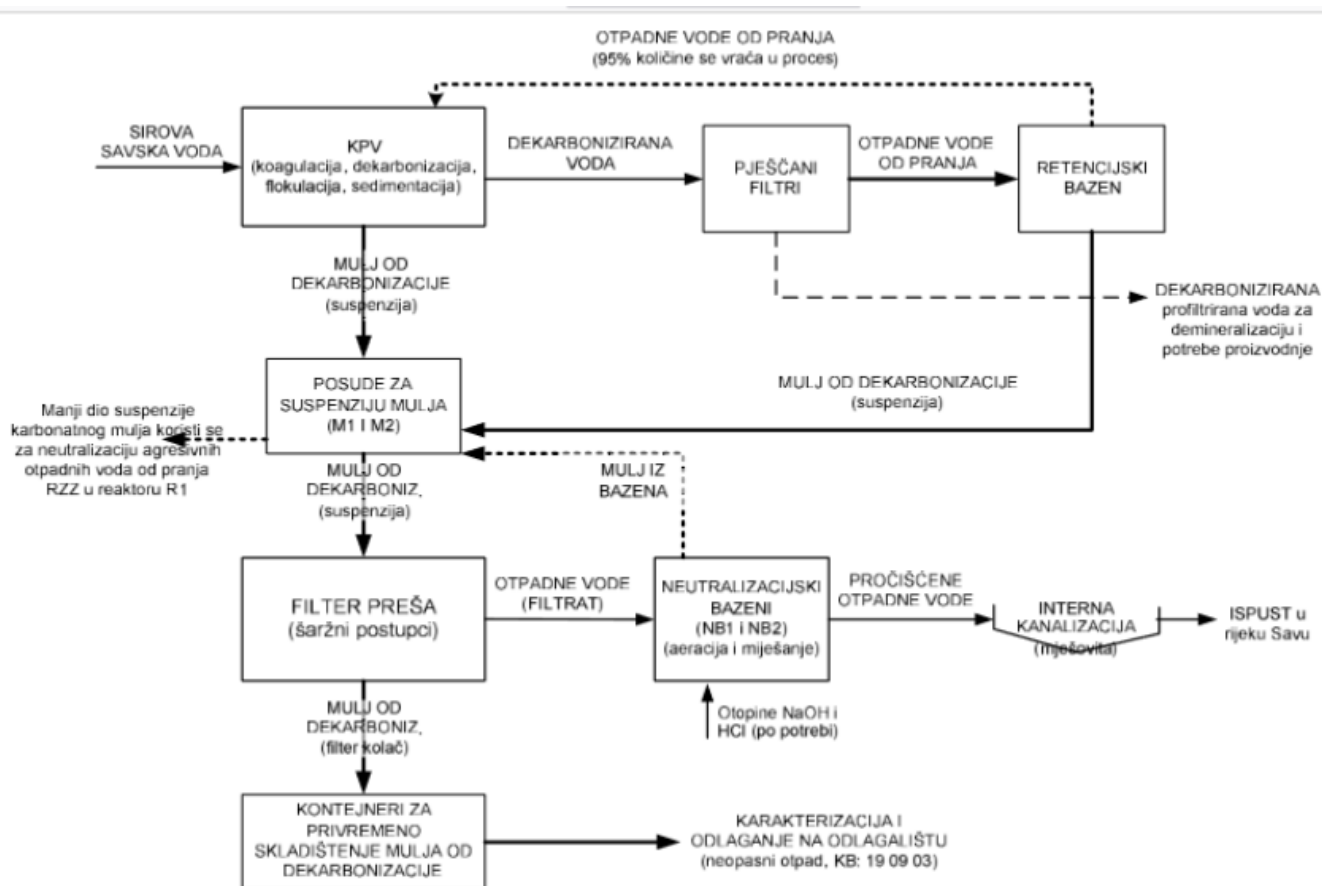 OTPADNE VODE OD PRANJA
(95% količine se vraća u proces)
SIROVA
SAVSKA VODA
KPV
(koagulacija, dekarbonizacija,
flokulacija, sedimentacija)
DEKARBONIZIRANA
VODA
PJEŠČANI
FILTRI
OTPADNE VODE
OD PRANJA
RETENCIJSKI
BAZEN
MULJ OD
DEKARBONIZACIJE
(suspenzija)
DEKARBONIZIRANA
profiltrirana voda za
demineralizaciju i
potrebe proizvodnje
POSUDE ZA
SUSPENZIJU MULJA
(M1 I M2)
MULJ OD DEKARBONIZACIJE
(suspenzija)
Manji dio suspenzije
karbonatnog mulja koristi se
za neutralizaciju agresivnih
otpadnih voda od pranja
RZZ u reaktoru R1
MULJ OD
DEKARBONIZ.
(suspenzija)
MULJ IZ
BAZENA
FILTER PREŠA
(šaržni postupci)
OTPADNE VODE
(FILTRAT)
NEUTRALIZACIJSKI
BAZENI
(NB1 i NB2)
(aeracija i miješanje)
PROČIŠĆENE
OTPADNE VODE
INTERNA
KANALIZACIJA
(mješovita)
ISPUST u
rijeku Savu
MULJ OD
DEKARBONIZ.
(filter kolač)
Otopine NaOH i
HCl (po potrebi)
KONTEJNERI ZA
PRIVREMENO
SKLADIŠTENJE MULJA OD
DEKARBONIZACIJE
KARAKTERIZACIJA I
ODLAGANJE NA ODLAGALIŠTU
(neopasni otpad, KB: 19 09 03)